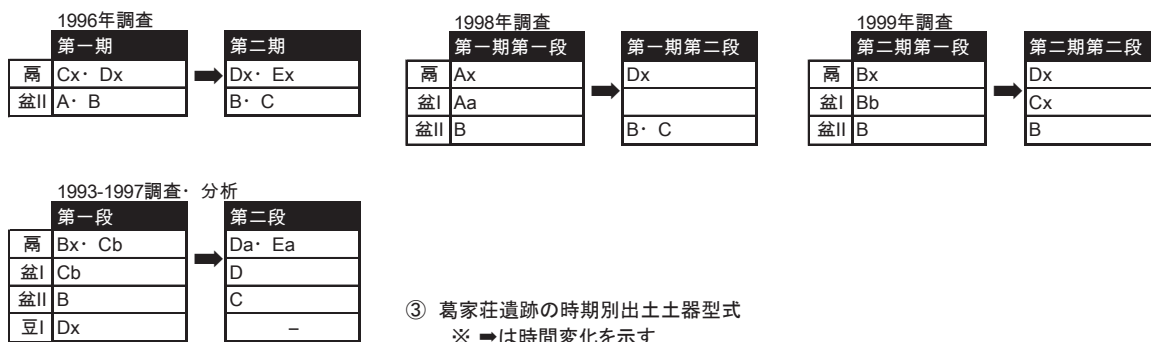 1996年調査
第一期 第二期
鬲 Cx・Dx ➡ Dx・Ex
盆II A・B B・C
1998年調査
第一期第一段 第一期第二段
鬲 Ax ➡ Dx
盆I Aa
盆II B B・C
1999年調査
第二期第一段 第二期第二段
鬲 Bx ➡ Dx
盆I Bb Cx
盆II B B
1993-1997調査・分析
第一段 第二段
鬲 Bx・Cb ➡ Da・Ea
盆I Cb D
盆II B C
豆I Dx –
③ 葛家荘遺跡の時期別出土土器型式
※ ➡は時間変化を示す